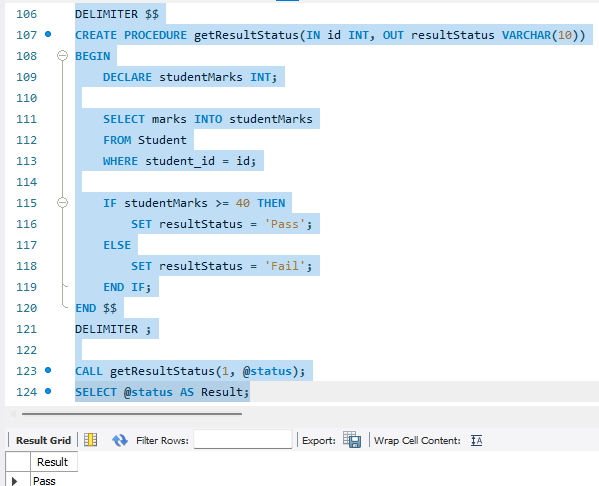 106 DELIMITER $$
107 CREATE PROCEDURE getResultStatus(IN id INT, OUT resultStatus VARCHAR(10))
108 BEGIN
109 DECLARE studentMarks INT;
110
111 SELECT marks INTO studentMarks
112 FROM Student
113 WHERE student_id = id;
114
115 IF studentMarks >= 40 THEN
116 SET resultStatus = 'Pass';
117 ELSE
118 SET resultStatus = 'Fail';
119 END IF;
120 END $$
121 DELIMITER ;
122
123 CALL getResultStatus(1, @status);
124 SELECT @status AS Result;
Result Grid Filter Rows: Export: Wrap Cell Content: IA
Result
Pass